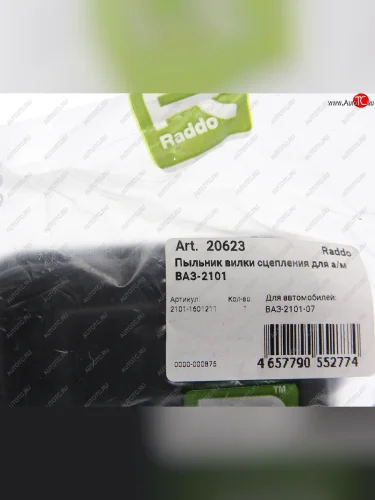 www.AutoTC.ru
Raddo
Art. 20623
Raddo
Пыльник вилки сцепления для а/м
ВАЗ-2101
Артикул: Кол-во Для автомобилей:
2101-1601211 1 ВАЗ-2101-07
0000-000875
4 657790 552774
TM